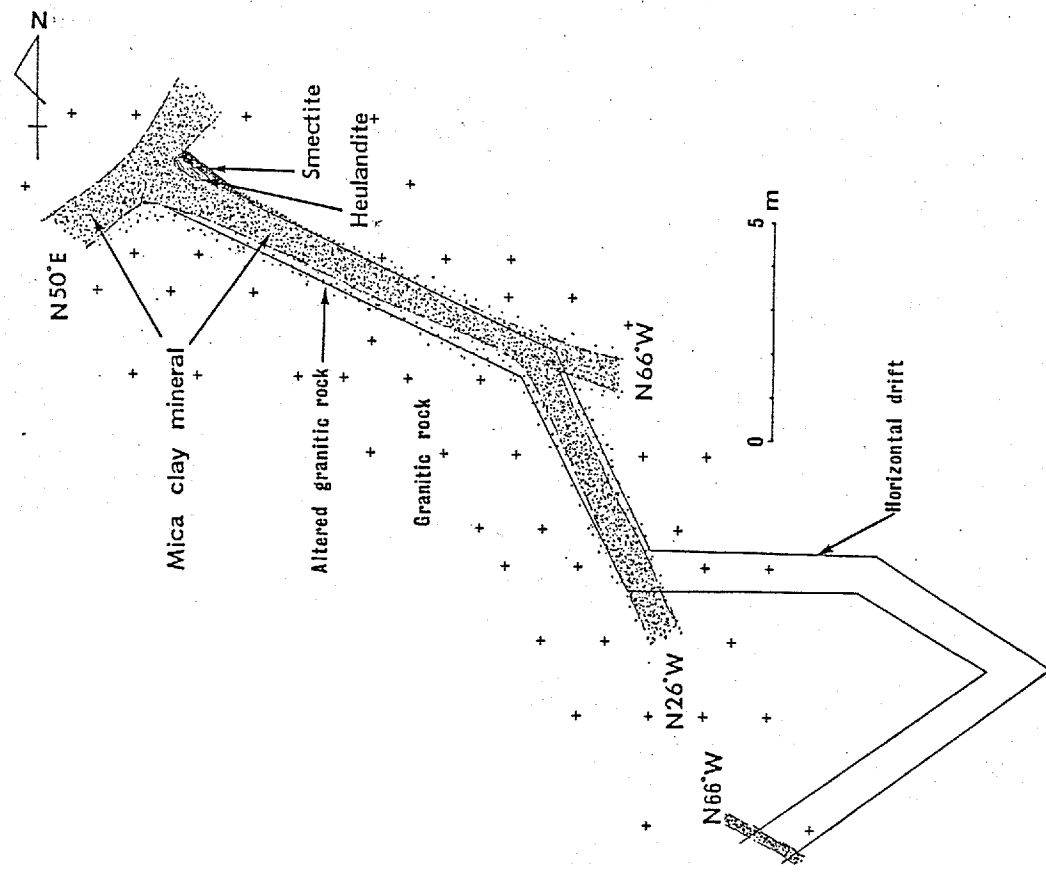 N
Smectite
Heulandite
N50°E
Mica clay mineral
Altered granitic rock
Granitic rock
N66°W
0 5 m
Horizontal drift
N26°W
N66°W